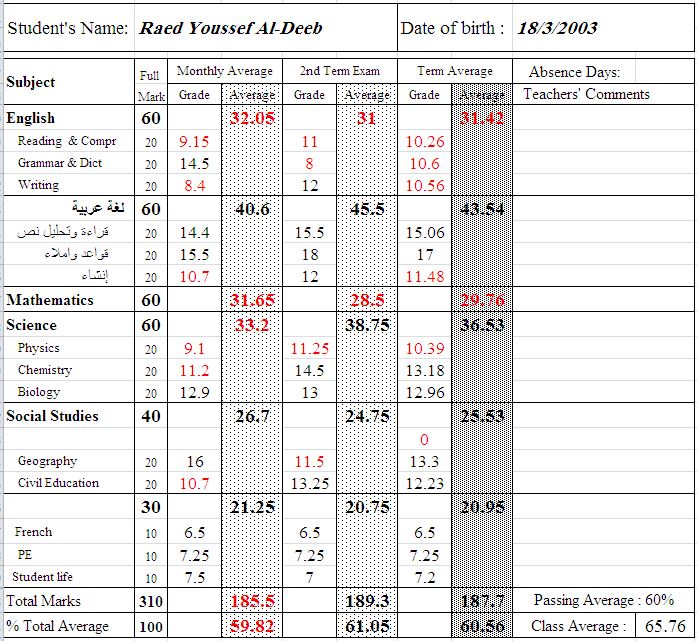 Student's Name: Raed Youssef Al-Deeb Date of birth : 18/3/2003
Subject Full Mark Monthly Average 2nd Term Exam Term Average Absence Days:
Grade Average Grade Average Grade Average Teachers' Comments
English 60 32.05 31 31.42
Reading & Compr 20 9.15 11 10.26
Grammar & Dict 20 14.5 8 10.6
Writing 20 8.4 12 10.56
لغة عربية 60 40.6 45.5 43.54
قراءة وتحليل نص 20 14.4 15.5 15.06
قواعد واملاء 20 15.5 18 17
إنشاء 20 10.7 12 11.48
Mathematics 60 31.65 28.5 29.76
Science 60 33.2 38.75 36.53
Physics 20 9.1 11.25 10.39
Chemistry 20 11.2 14.5 13.18
Biology 20 12.9 13 12.96
Social Studies 40 26.7 24.75 25.53
0
Geography 20 16 11.5 13.3
Civil Education 20 10.7 13.25 12.23
30 21.25 20.75 20.95
French 10 6.5 6.5 6.5
PE 10 7.25 7.25 7.25
Student life 10 7.5 7 7.2
Total Marks 310 185.5 189.3 187.7 Passing Average : 60%
% Total Average 100 59.82 61.05 60.56 Class Average : 65.76